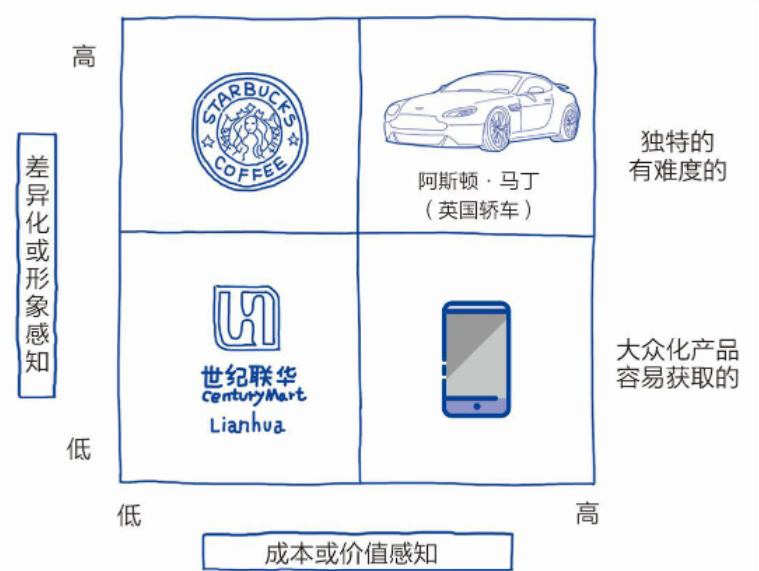 高
STARBUCKS
COFFEE
阿斯顿·马丁
（英国轿车）
独特的
有难度的
差异化或形象感知
世纪联华
CenturyMart
Lianhua
大众化产品
容易获取的
低
低
高
成本或价值感知